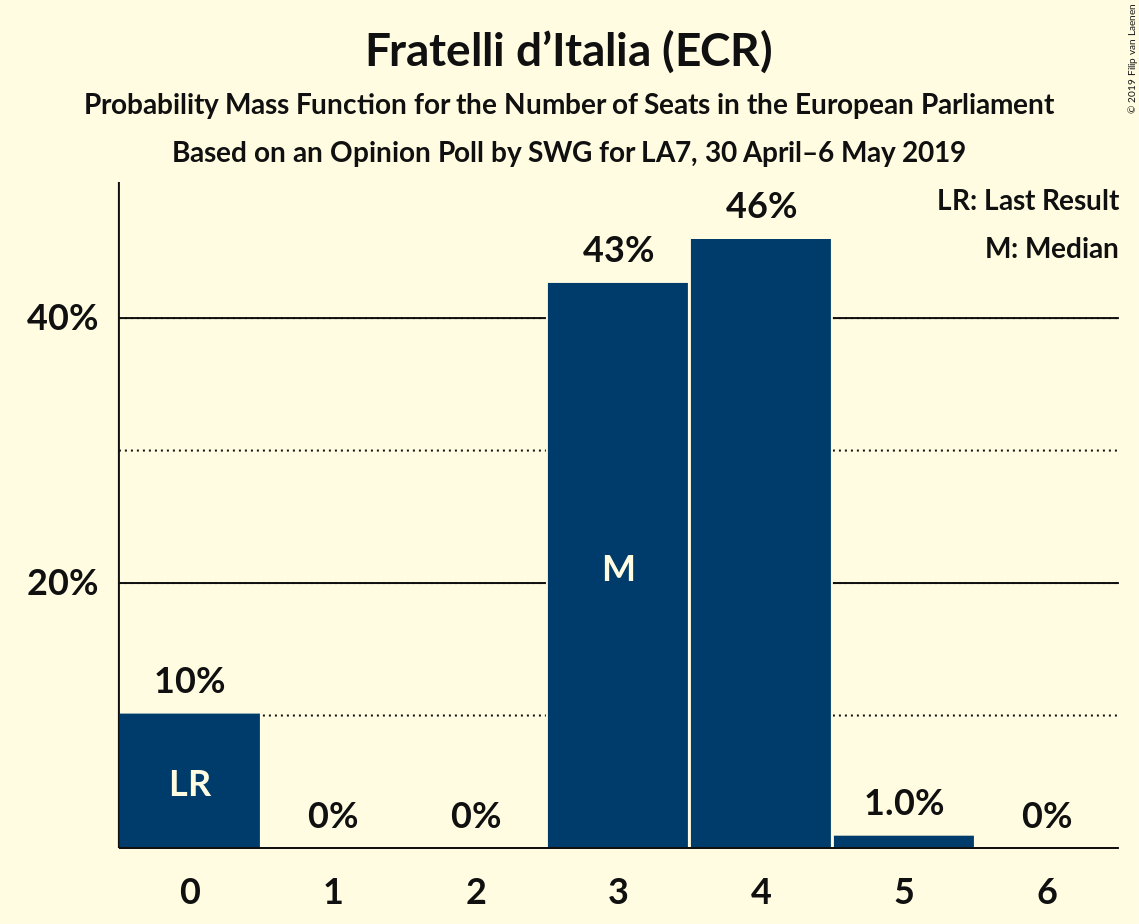 Fratelli d’Italia (ECR)
Probability Mass Function for the Number of Seats in the European Parliament
Based on an Opinion Poll by SWG for LA7, 30 April–6 May 2019
© 2019 Filip van Laenen
LR: Last Result
M: Median
46%
43%
40%
M
20%
10%
LR
0%
0%
1.0%
0%
0 1 2 3 4 5 6